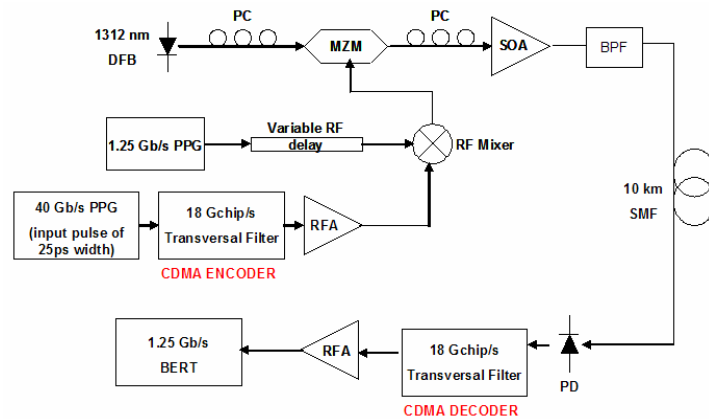 1312 nm
DFB
PC
MZM
PC
SOA
BPF
1.25 Gb/s PPG
Variable RF
delay
RF Mixer
10 km
SMF
40 Gb/s PPG
(input pulse of
25ps width)
18 Gchip/s
Transversal Filter
RFA
CDMA ENCODER
1.25 Gb/s
BERT
RFA
18 Gchip/s
Transversal Filter
PD
CDMA DECODER